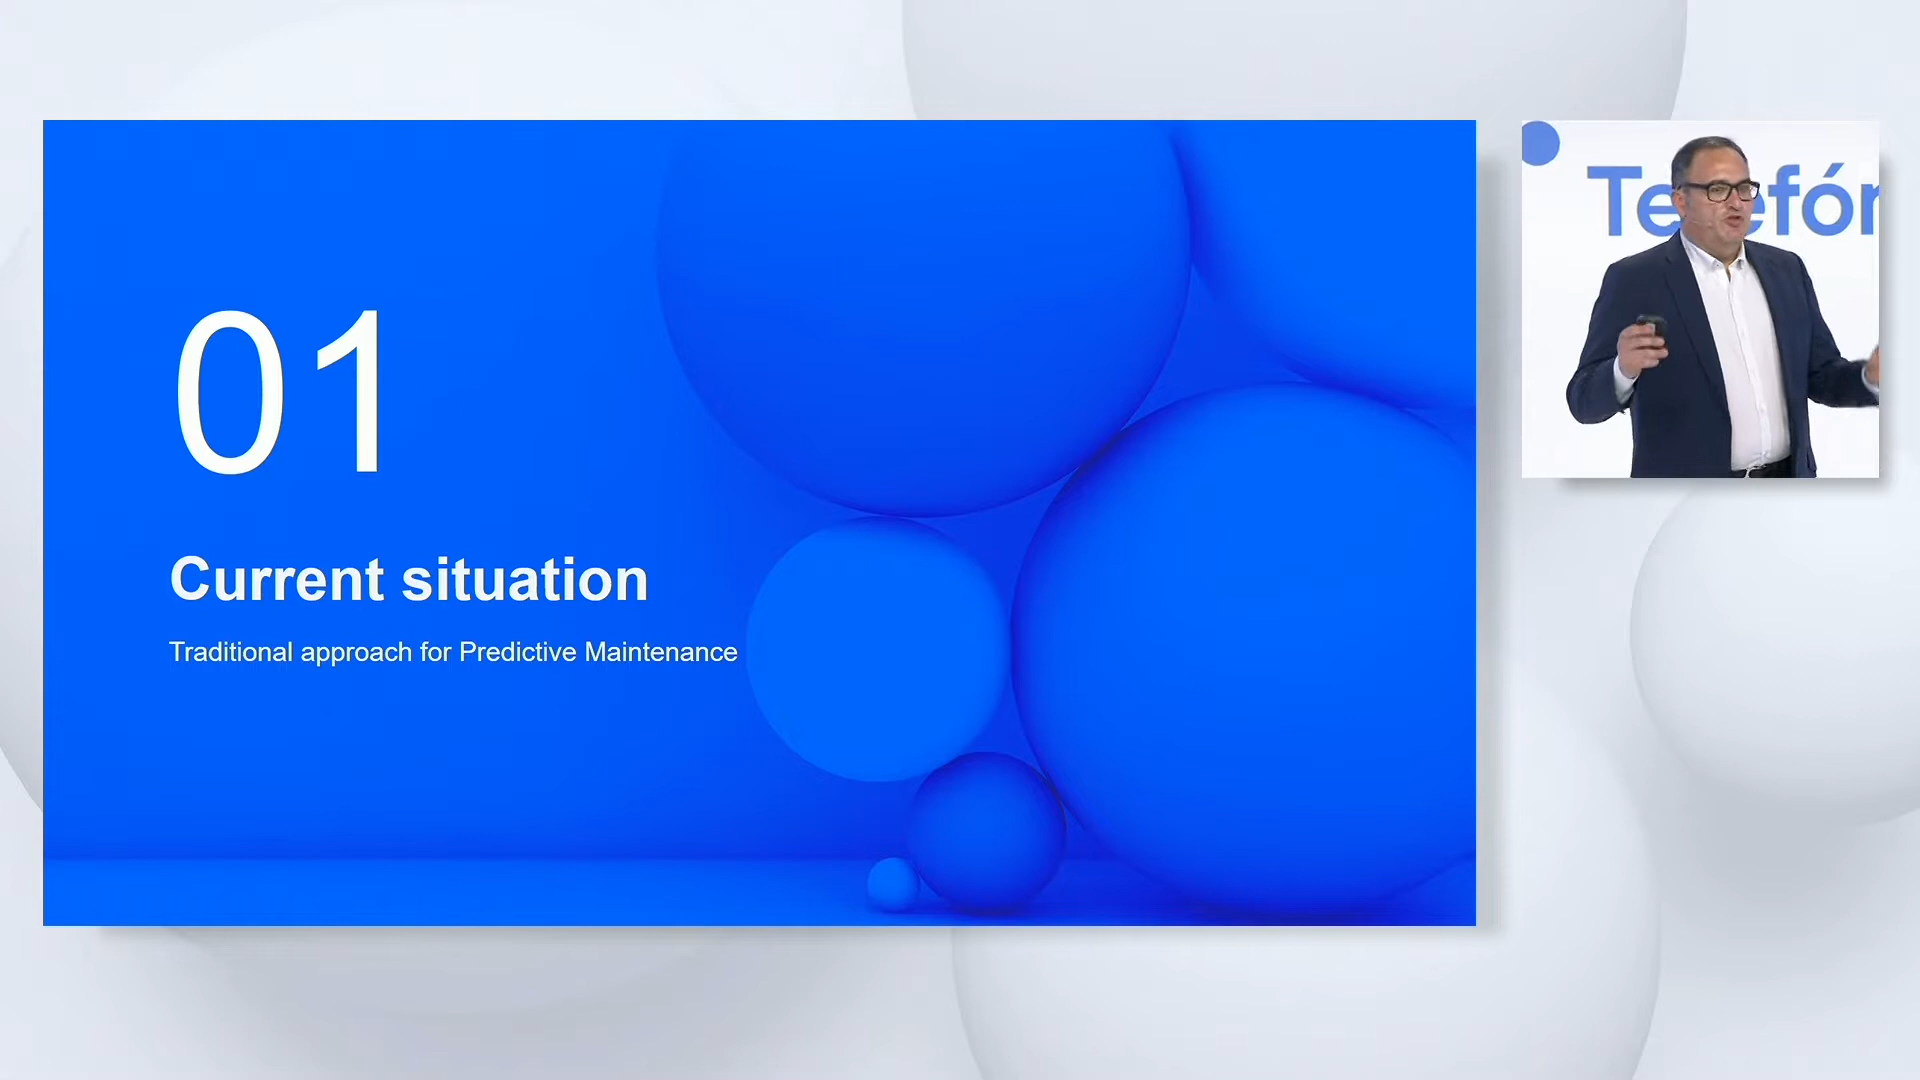 01
Current situation
Traditional approach for Predictive Maintenance